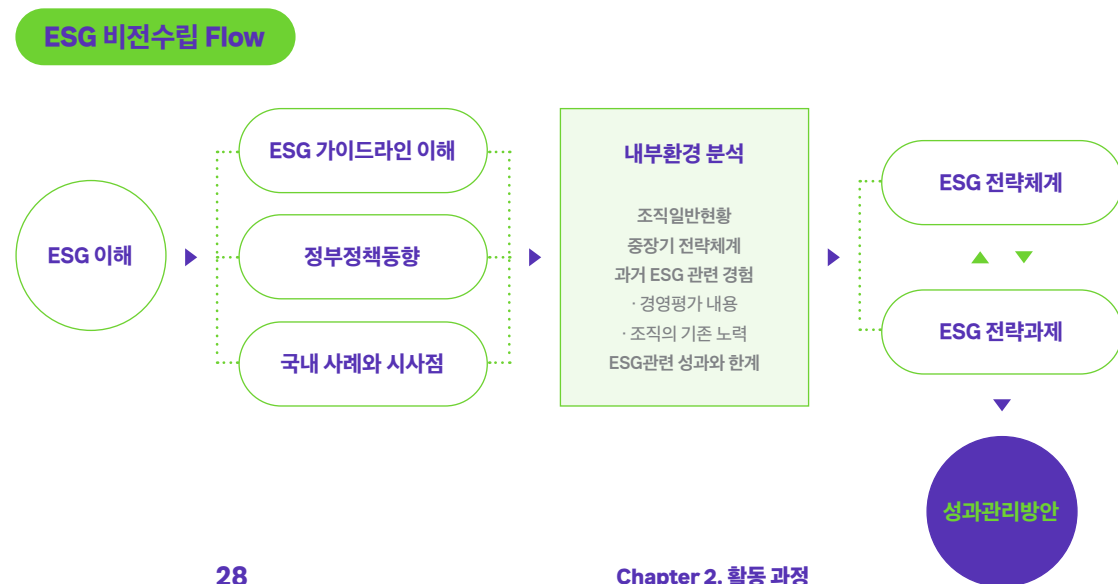 ESG 비전수립 Flow
ESG 이해
ESG 가이드라인 이해
정부정책동향
국내 사례와 시사점
내부환경 분석
조직일반현황
중장기 전략체계
과거 ESG 관련 경험
· 경영평가 내용
· 조직의 기존 노력
ESG관련 성과와 한계
ESG 전략체계
ESG 전략과제
성과관리방안
28
Chapter 2. 활동 과정